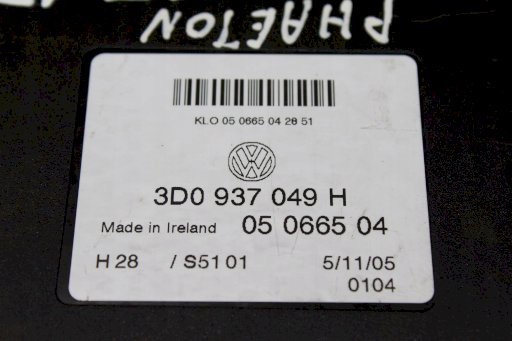 PHAETON
KLO 05 0665 04 28 51
3D0 937 049 H
Made in Ireland 05 0665 04
H 28 / S51 01 5/11/05
0104